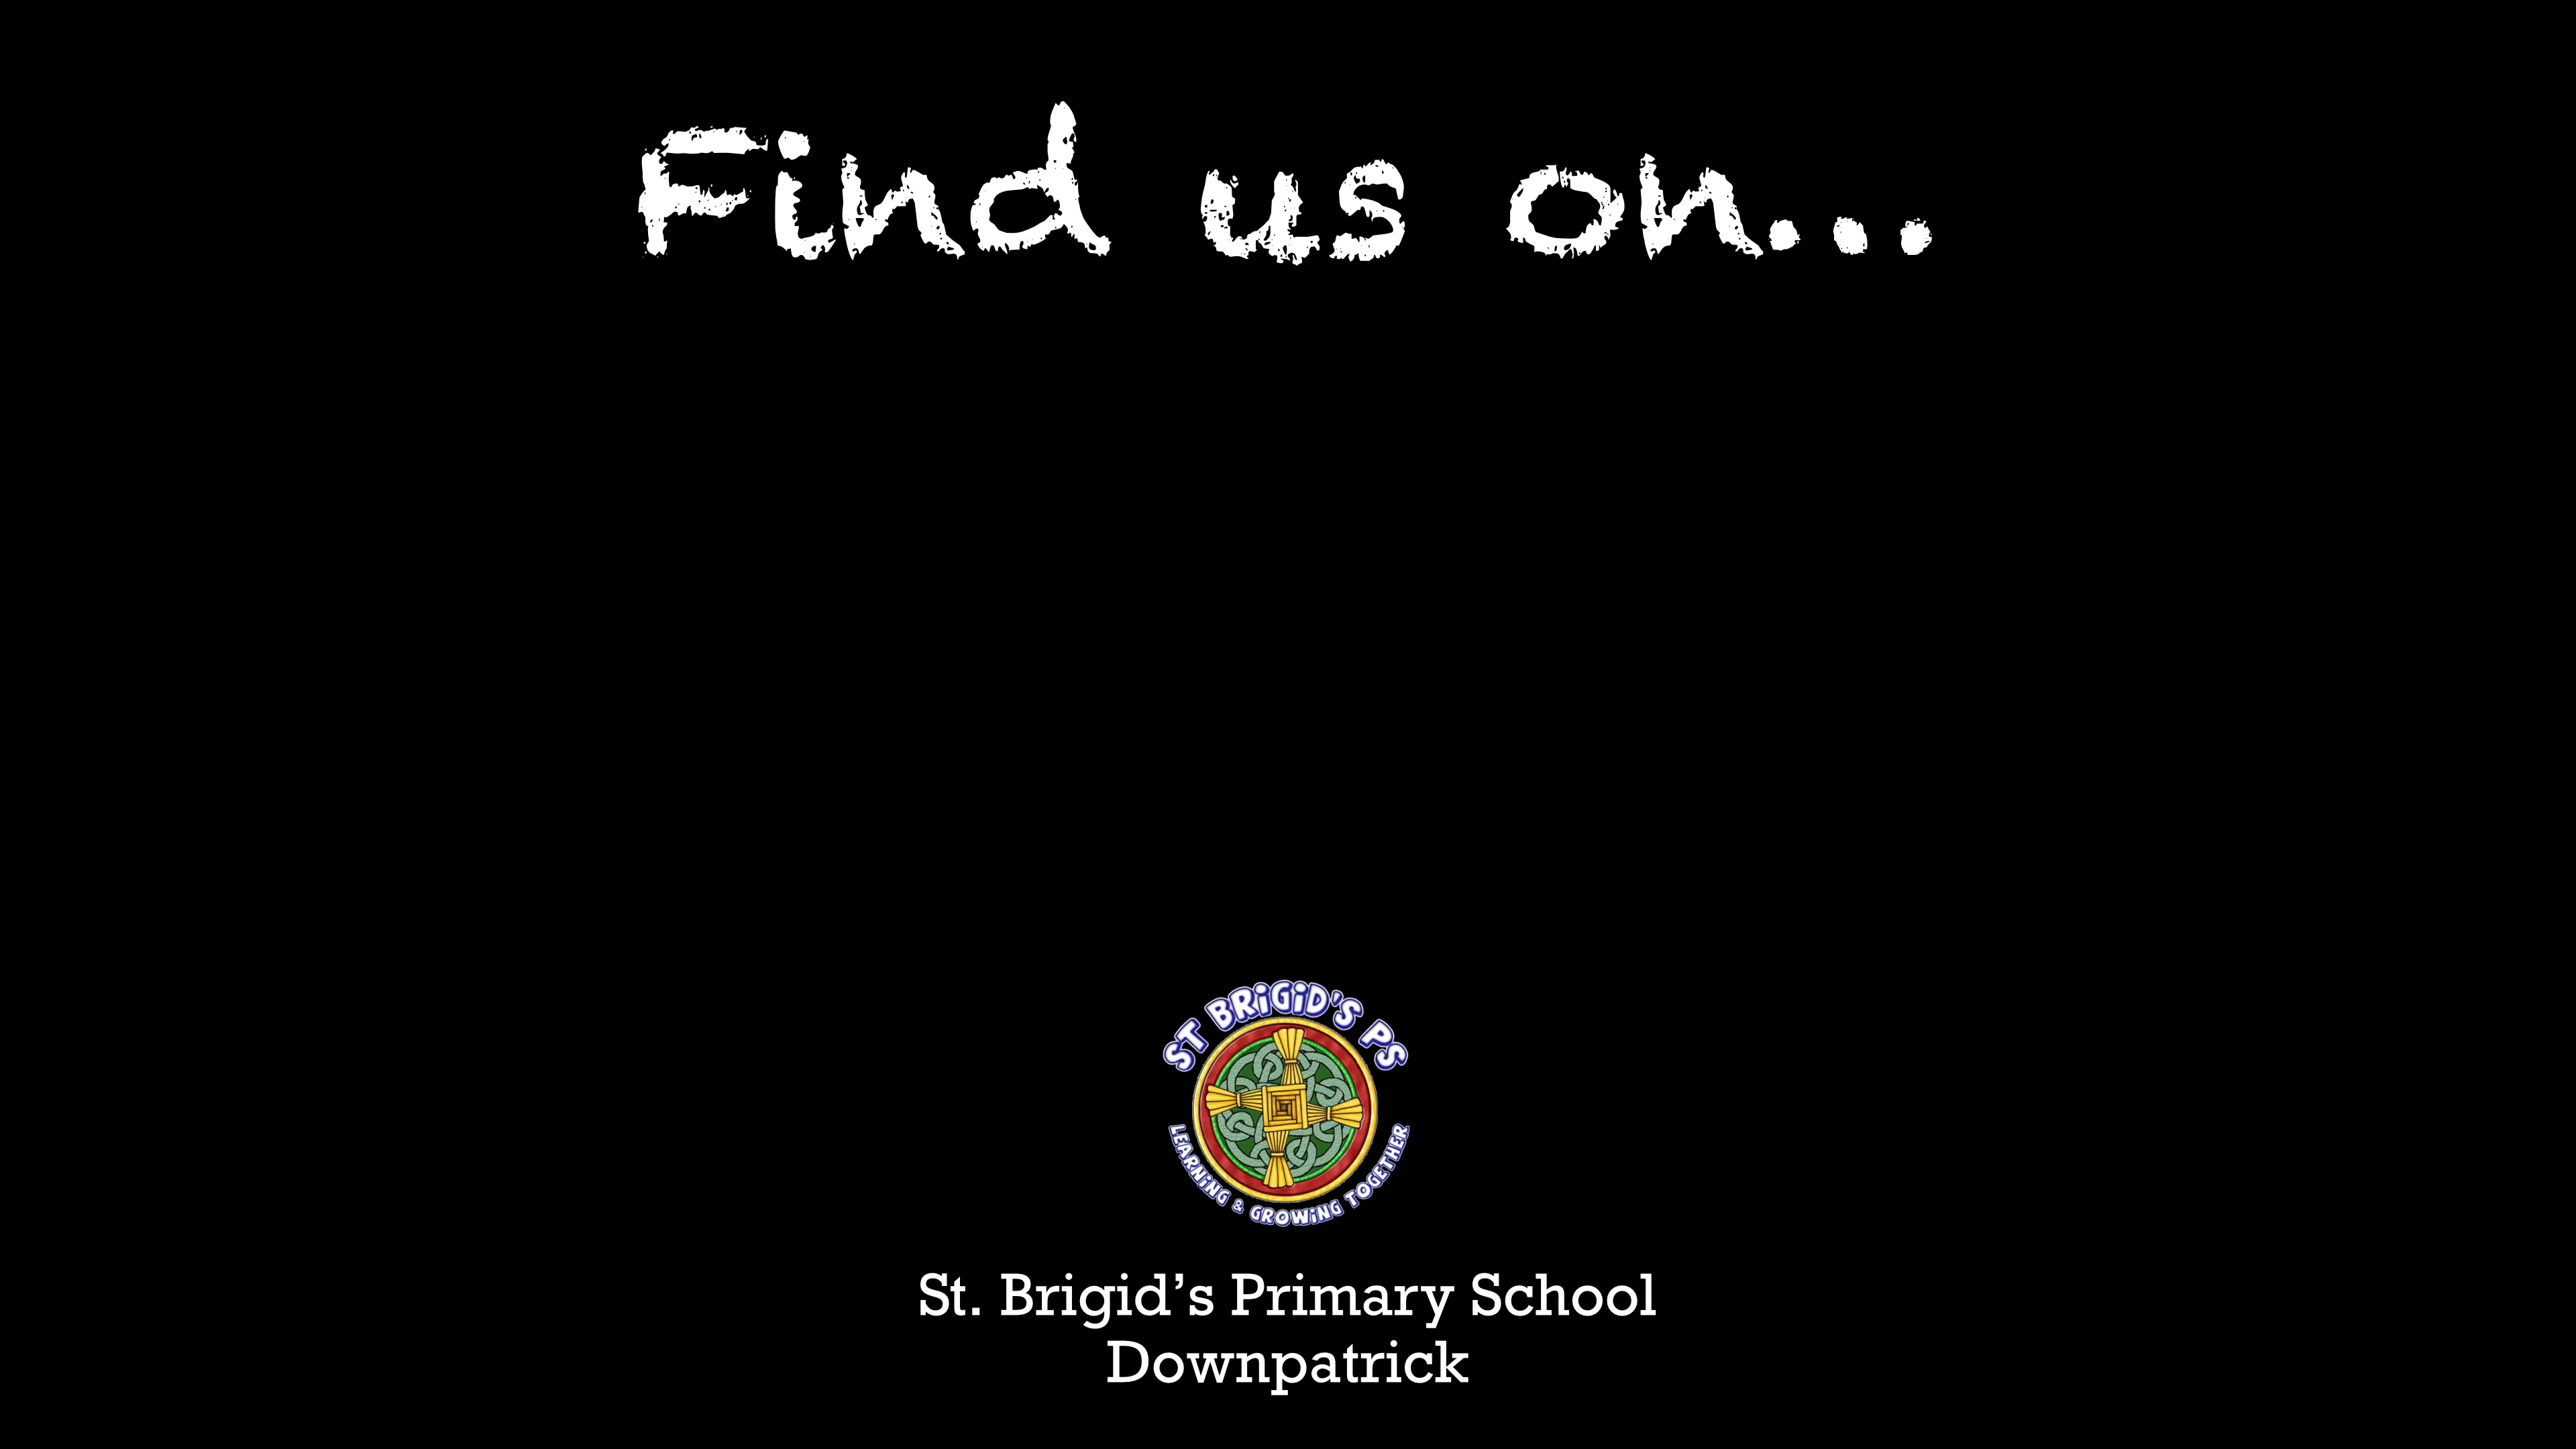 Find us on...
ST BRiGiD'S PS
LEARNiNG & GROWiNG TOGETHER
St. Brigid’s Primary School
Downpatrick